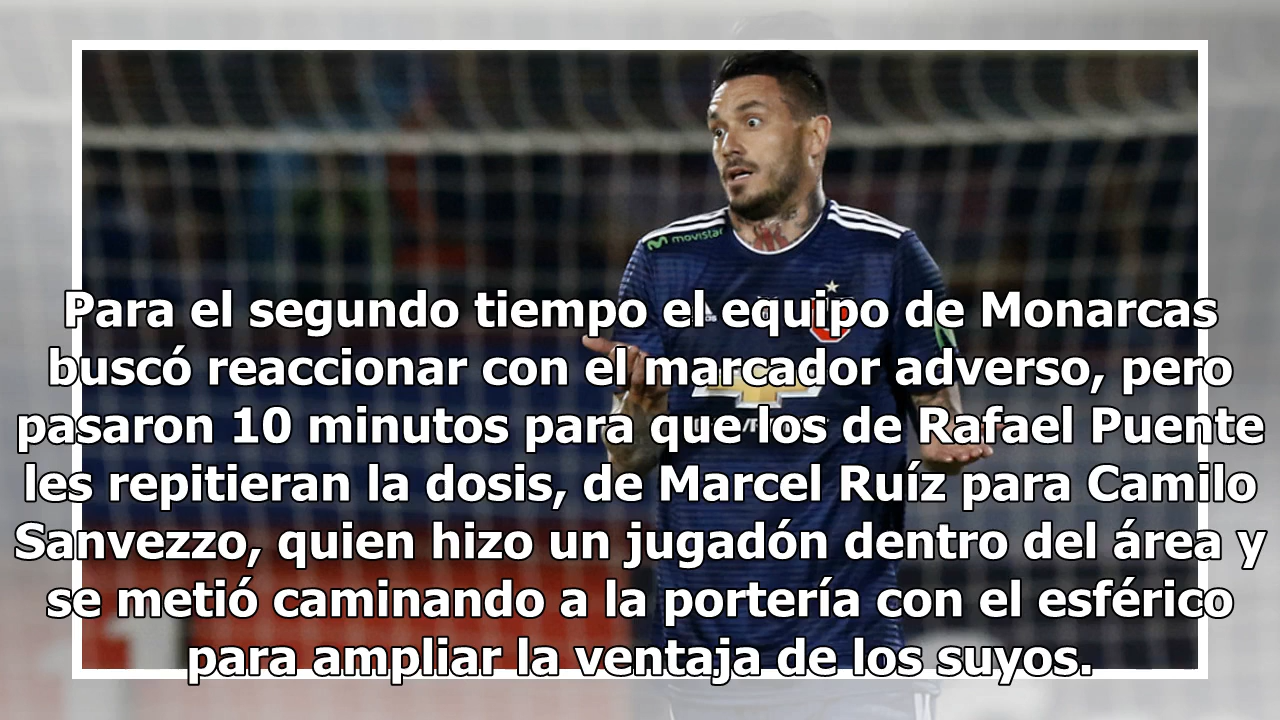 movistar
Para el segundo tiempo el equipo de Monarcas
buscó reaccionar con el marcador adverso, pero
pasaron 10 minutos para que los de Rafael Puente
les repitieran la dosis, de Marcel Ruíz para Camilo
Sanvezzo, quien hizo un jugadón dentro del área y
se metió caminando a la portería con el esférico
para ampliar la ventaja de los suyos.